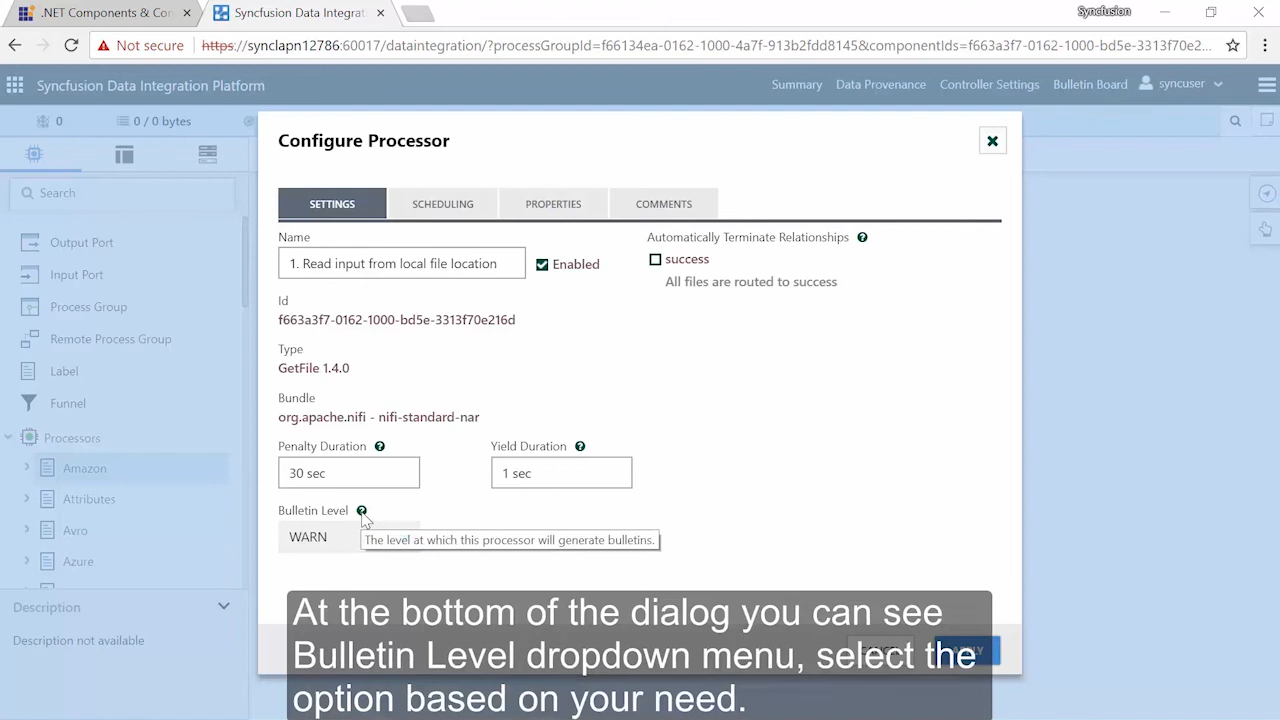 .NET Components & Con
Syncfusion Data Integrat
Syncfusion
Not secure
https://synclapn12786:60017/dataintegration/?processGroupId=f66134ea-0162-1000-4a7f-913b2fdd8145&componentIds=f663a3f7-0162-1000-bd5e-3313f70e2...
Syncfusion Data Integration Platform
Summary
Data Provenance
Controller Settings
Bulletin Board
syncuser
0
0 / 0 bytes
Search
Output Port
Input Port
Process Group
Remote Process Group
Label
Funnel
Processors
Amazon
Attributes
Avro
Azure
Description
Description not available
Configure Processor
SETTINGS
SCHEDULING
PROPERTIES
COMMENTS
Name
1. Read input from local file location
Enabled
Automatically Terminate Relationships
success
All files are routed to success
Id
f663a3f7-0162-1000-bd5e-3313f70e216d
Type
GetFile 1.4.0
Bundle
org.apache.nifi - nifi-standard-nar
Penalty Duration
30 sec
Yield Duration
1 sec
Bulletin Level
WARN
The level at which this processor will generate bulletins.
At the bottom of the dialog you can see
Bulletin Level dropdown menu, select the
option based on your need.